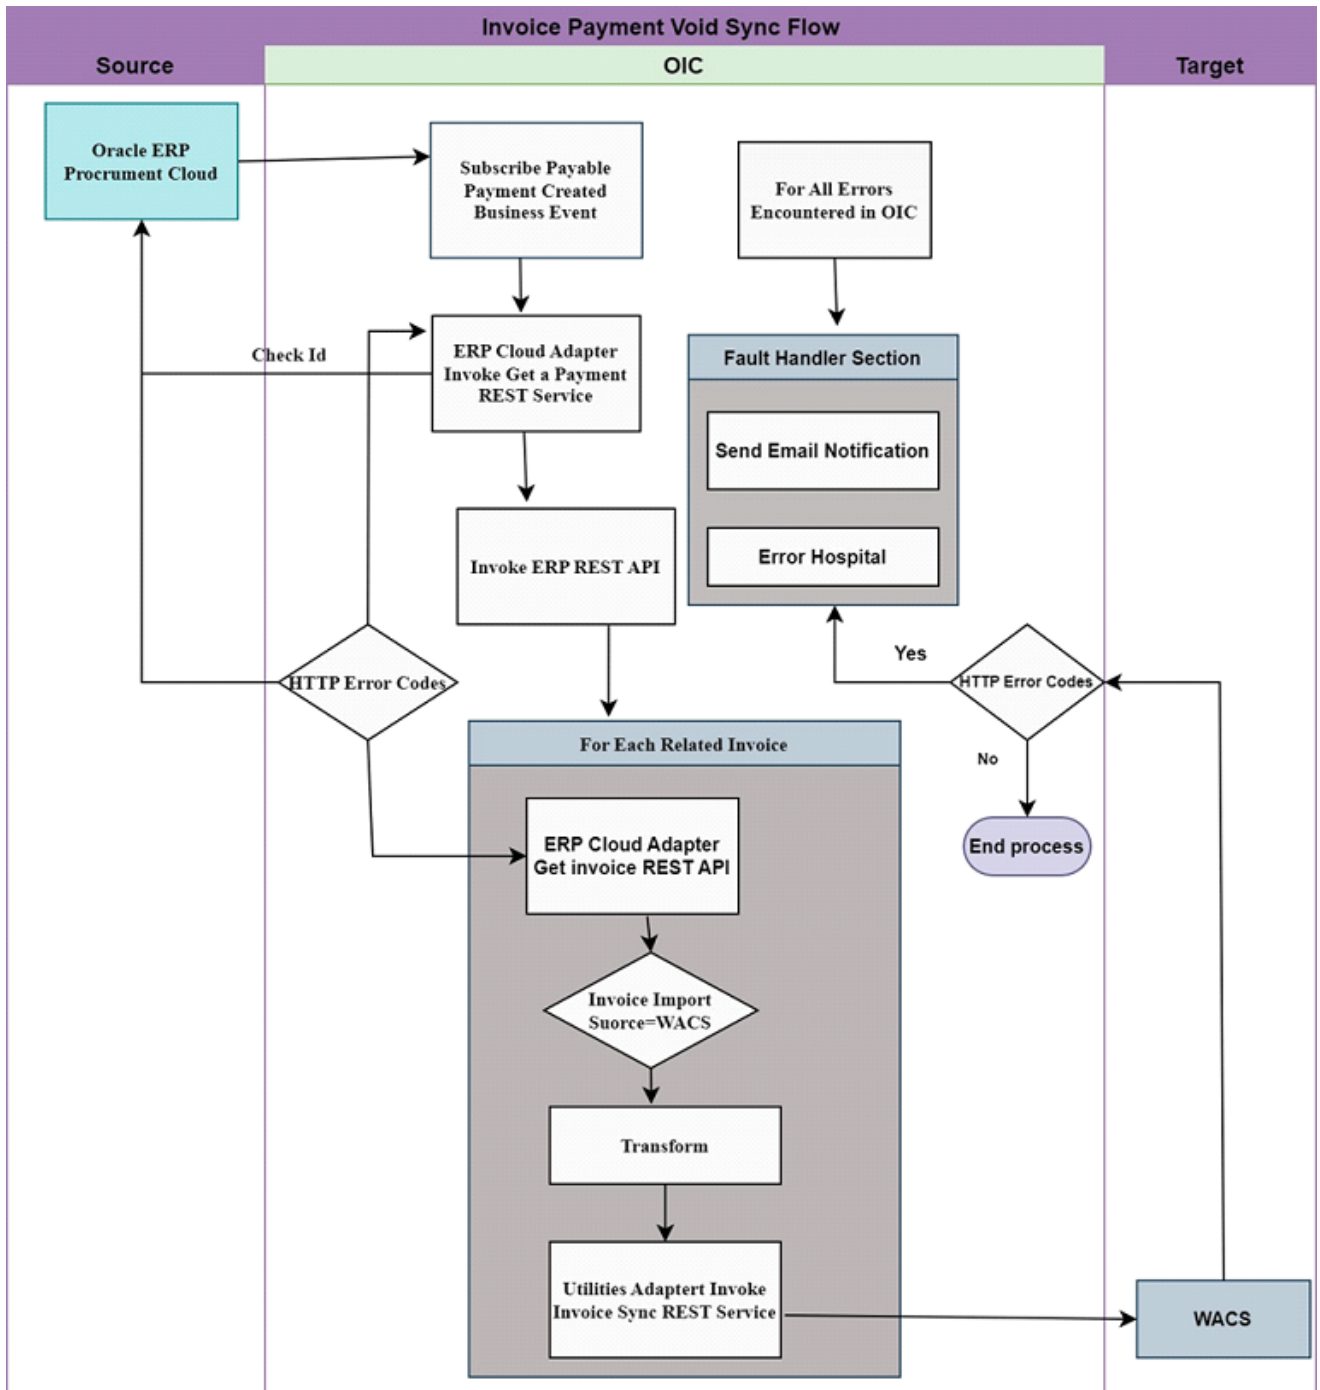 Invoice Payment Void Sync Flow
Source
OIC
Target
Oracle ERP
Procrument Cloud
Subscribe Payable
Payment Created
Business Event
For All Errors
Encountered in OIC
Check Id
ERP Cloud Adapter
Invoke Get a Payment
REST Service
Fault Handler Section
Send Email Notification
Error Hospital
Invoke ERP REST API
HTTP Error Codes
Yes
HTTP Error Codes
No
End process
For Each Related Invoice
ERP Cloud Adapter
Get invoice REST API
Invoice Import
Suorce=WACS
Transform
Utilities Adaptert Invoke
Invoice Sync REST Service
WACS